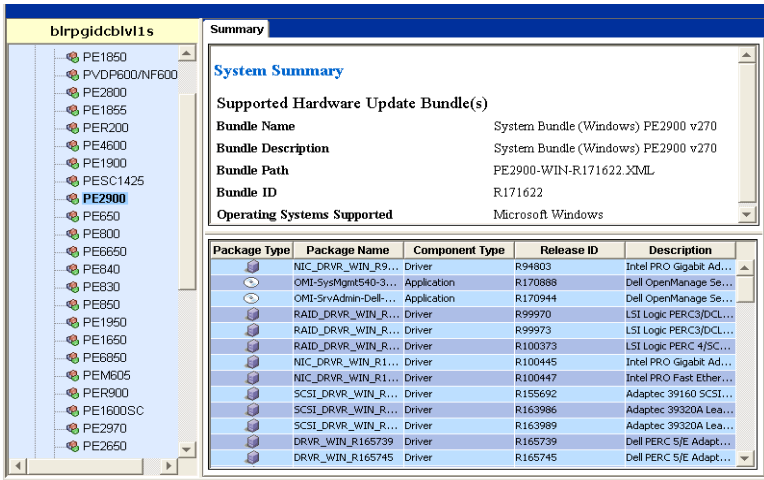 blrpgidcblvl1s
PE1850
PVDP600/NF600
PE2800
PE1855
PER200
PE4600
PE1900
PESC1425
PE2900
PE650
PE800
PE6650
PE840
PE830
PE850
PE1950
PE1650
PE6850
PEM605
PER900
PE1600SC
PE2970
PE2650
Summary
System Summary
Supported Hardware Update Bundle(s)
Bundle Name System Bundle (Windows) PE2900 v270
Bundle Description System Bundle (Windows) PE2900 v270
Bundle Path PE2900-WIN-R171622.XML
Bundle ID R171622
Operating Systems Supported Microsoft Windows
Package Type Package Name Component Type Release ID Description
NIC_DRVR_WIN_R9... Driver R94803 Intel PRO Gigabit Ad...
OMI-SysMgmt540-3... Application R170888 Dell OpenManage Se...
OMI-SrvAdmin-Dell-... Application R170944 Dell OpenManage Se...
RAID_DRVR_WIN_R... Driver R99970 LSI Logic PERC3/DCL...
RAID_DRVR_WIN_R... Driver R99973 LSI Logic PERC3/DCL...
RAID_DRVR_WIN_R... Driver R100373 LSI Logic PERC 4/SC...
NIC_DRVR_WIN_R1... Driver R100445 Intel PRO Gigabit Ad...
NIC_DRVR_WIN_R1... Driver R100447 Intel PRO Fast Ether...
SCSI_DRVR_WIN_R... Driver R155692 Adaptec 39160 SCSI...
SCSI_DRVR_WIN_R... Driver R163986 Adaptec 39320A Lea...
SCSI_DRVR_WIN_R... Driver R163989 Adaptec 39320A Lea...
DRVR_WIN_R165739 Driver R165739 Dell PERC 5/E Adapt...
DRVR_WIN_R165745 Driver R165745 Dell PERC 5/E Adapt...